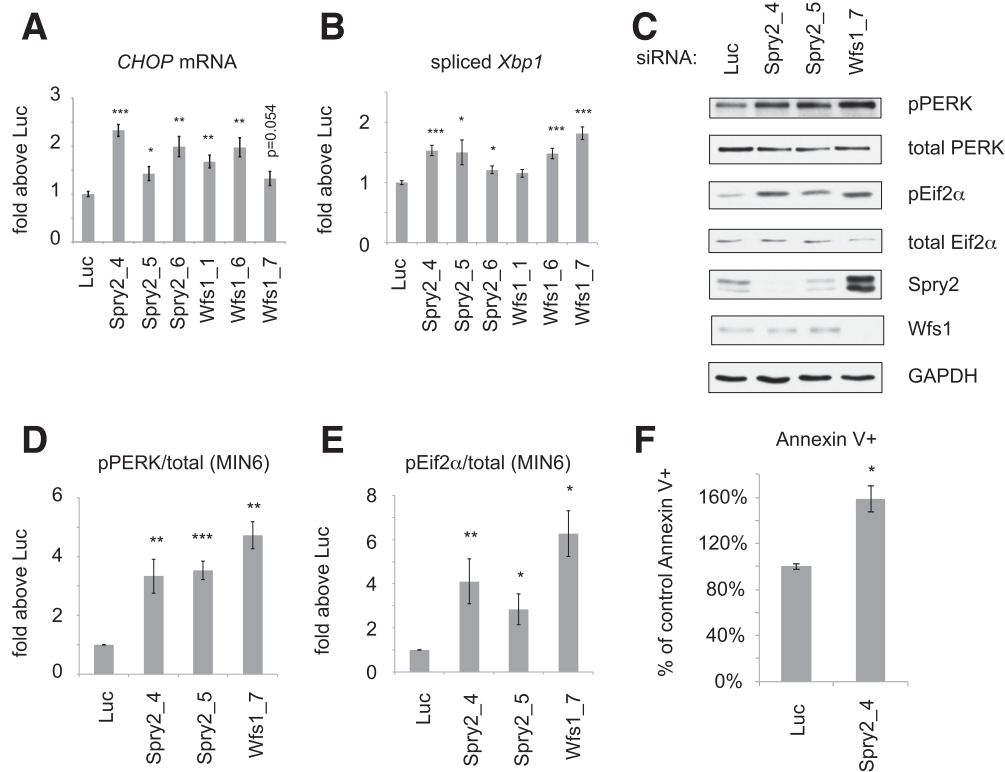 A
CHOP mRNA
fold above Luc
3
2
1
0
***
*
**
**
**
p=0.054
Luc
Spry2_4
Spry2_5
Spry2_6
Wfs1_1
Wfs1_6
Wfs1_7
B
spliced Xbp1
fold above Luc
2
1
0
***
*
*
***
***
Luc
Spry2_4
Spry2_5
Spry2_6
Wfs1_1
Wfs1_6
Wfs1_7
C
siRNA:
Luc
Spry2_4
Spry2_5
Wfs1_7
pPERK
total PERK
pEif2α
total Eif2α
Spry2
Wfs1
GAPDH
D
pPERK/total (MIN6)
fold above Luc
6
4
2
0
**
***
**
Luc
Spry2_4
Spry2_5
Wfs1_7
E
pEif2α/total (MIN6)
fold above Luc
8
6
4
2
0
**
*
*
Luc
Spry2_4
Spry2_5
Wfs1_7
F
Annexin V+
% of control Annexin V+
160%
120%
80%
40%
0%
*
Luc
Spry2_4